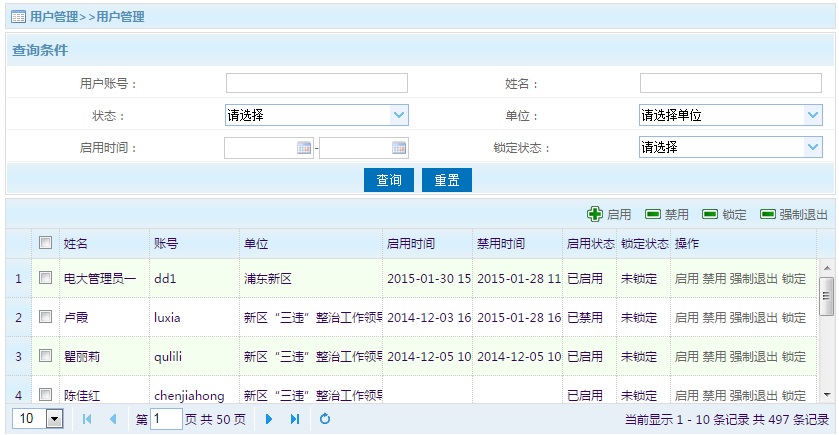 用户管理>>用户管理
查询条件
用户账号： 姓名：
状态： 请选择 单位： 请选择单位
启用时间： - 锁定状态： 请选择
查询 重置
启用 禁用 锁定 强制退出
姓名 账号 单位 启用时间 禁用时间 启用状态 锁定状态 操作
1 电大管理员一 dd1 浦东新区 2015-01-30 15 2015-01-28 11 已启用 未锁定 启用 禁用 强制退出 锁定
2 卢霞 luxia 新区“三违”整治工作领导 2014-12-03 16 2015-01-28 16 已禁用 未锁定 启用 禁用 强制退出 锁定
3 瞿丽莉 qulili 新区“三违”整治工作领导 2014-12-05 10 2014-12-05 10 已启用 未锁定 启用 禁用 强制退出 锁定
4 陈佳红 chenjiahong 新区“三违”整治工作领导 已启用 未锁定 启用 禁用 强制退出 锁定
10 第 1 页 共 50 页 当前显示 1 - 10 条记录 共 497 条记录